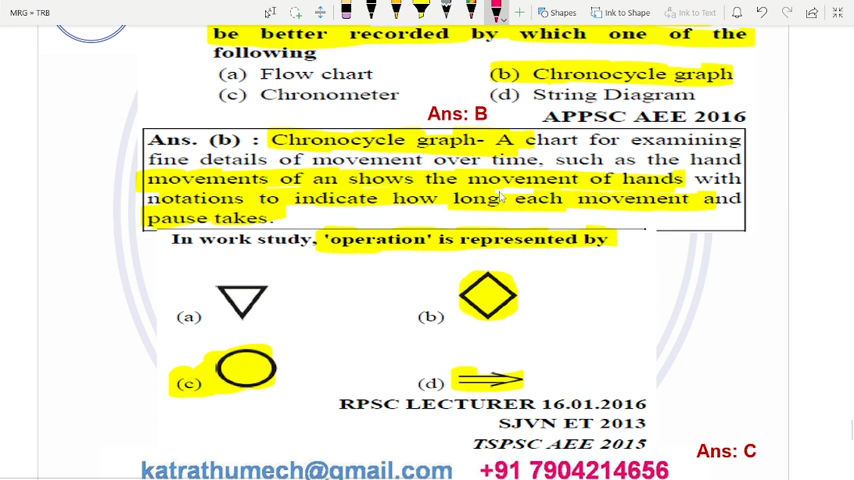 MRG » TRB
Shapes
Ink to Shape
Ink to Text
be better recorded by which one of the
following
(a) Flow chart
(b) Chronocycle graph
(c) Chronometer
(d) String Diagram
Ans: B
APPSC AEE 2016
Ans. (b) : Chronocycle graph- A chart for examining
fine details of movement over time, such as the hand
movements of an shows the movement of hands with
notations to indicate how long each movement and
pause takes.
In work study, 'operation' is represented by
(a)
(b)
(c)
(d)
RPSC LECTURER 16.01.2016
SJVN ET 2013
TSPSC AEE 2015
Ans: C
katrathumech@gmail.com +91 7904214656